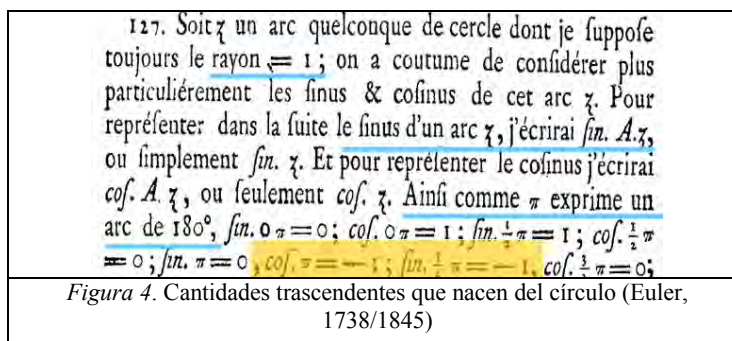 127. Soit z un arc quelconque de cercle dont je ſuppoſe
toujours le rayon = 1 ; on a coutume de conſidérer plus
particuliérement les ſinus & coſinus de cet arc z. Pour
repréſenter dans la ſuite le ſinus d'un arc z, j'écrirai ſin. A.z,
ou ſimplement ſin. z. Et pour repréſenter le coſinus j'écrirai
coſ. A. z, ou ſeulement coſ. z. Ainſi comme π exprime un
arc de 180°, ſin. 0 π = 0 ; coſ. 0 π = 1 ; ſin. ½ π = 1 ; coſ. ½ π
= 0 ; ſin. π = 0, coſ. π = — 1 ; ſin. 3/2 π = — 1, coſ. 3/2 π = 0;
Figura 4. Cantidades trascendentes que nacen del círculo (Euler,
1738/1845)